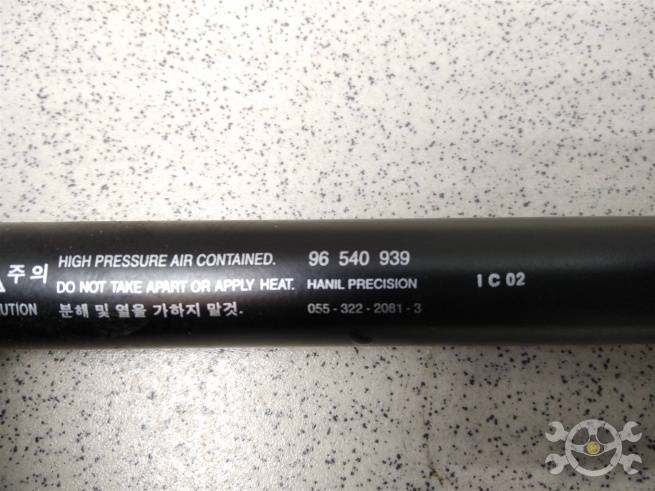 주의 HIGH PRESSURE AIR CONTAINED. 96 540 939
DO NOT TAKE APART OR APPLY HEAT. HANIL PRECISION I C 02
분해 및 열을 가하지 말것. 055 - 322 - 2081 - 3